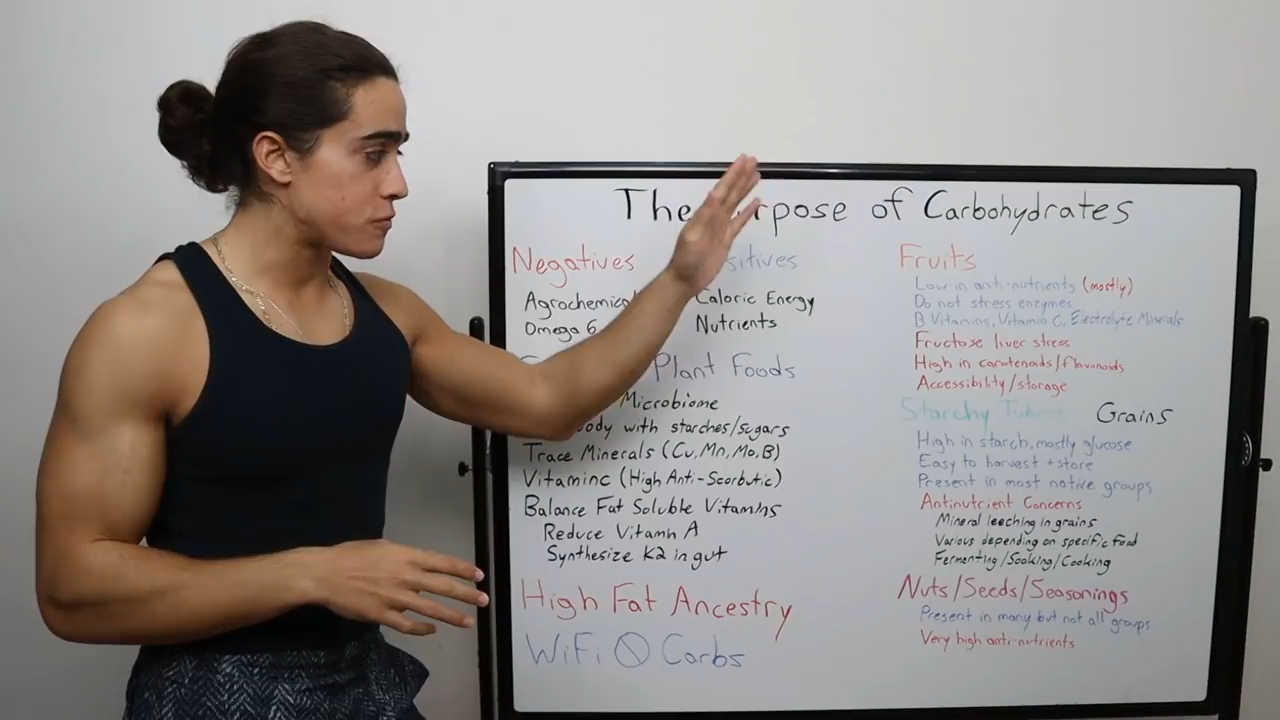 The rpose of Carbohydrates
Negatives sitives
Agrochemical Caloric Energy
Omega 6 Nutrients
Plant Foods
Microbiome
ody with starches/sugars
Trace Minerals (Cu, Mn, Mo, B)
Vitaminc (High Anti-Scorbutic)
Balance Fat Soluble Vitamins
Reduce Vitamin A
Synthesize K2 in gut
High Fat Ancestry
WiFi Carbs
Fruits
Low in anti-nutrients (mostly)
Do not stress enzymes
B Vitamins, Vitamin C, Electrolyte Minerals
Fructose liver stress
High in carotenoids/flavonoids
Accessibility/storage
Starchy Tubers Grains
High in starch, mostly glucose
Easy to harvest + store
Present in most native groups
Antinutrient Concerns
Mineral leeching in grains
Various depending on specific food
Fermenting/Soaking/Cooking
Nuts/Seeds/Seasonings
Present in many but not all groups
Very high anti-nutrients